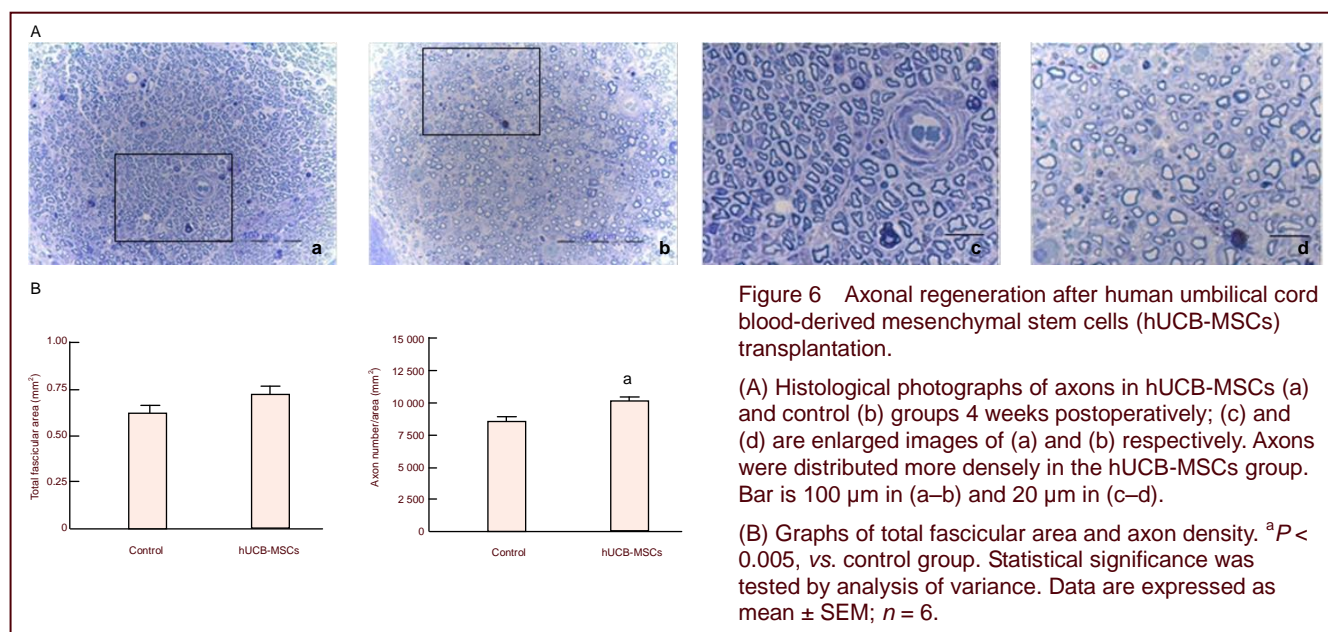 A
a
b
c
d
B
1.00
0.75
0.50
0.25
0
Total fascicular area (mm²)
Control
hUCB-MSCs
15 000
12 500
10 000
7 500
5 000
2 500
0
Axon number/area (mm²)
a
Control
hUCB-MSCs
Figure 6 Axonal regeneration after human umbilical cord
blood-derived mesenchymal stem cells (hUCB-MSCs)
transplantation.
(A) Histological photographs of axons in hUCB-MSCs (a)
and control (b) groups 4 weeks postoperatively; (c) and
(d) are enlarged images of (a) and (b) respectively. Axons
were distributed more densely in the hUCB-MSCs group.
Bar is 100 µm in (a–b) and 20 µm in (c–d).
(B) Graphs of total fascicular area and axon density. ᵃP <
0.005, vs. control group. Statistical significance was
tested by analysis of variance. Data are expressed as
mean ± SEM; n = 6.